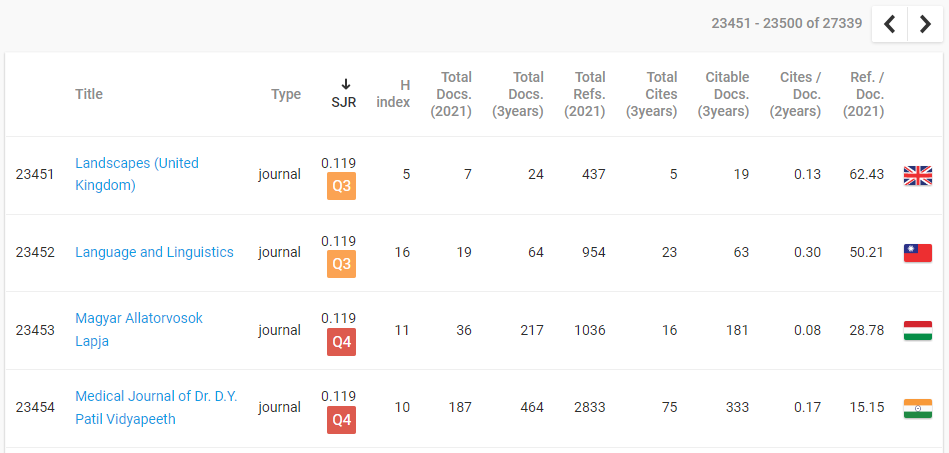 23451 - 23500 of 27339
Title Type SJR H index Total Docs. (2021) Total Docs. (3years) Total Refs. (2021) Total Cites (3years) Citable Docs. (3years) Cites / Doc. (2years) Ref. / Doc. (2021)
23451 Landscapes (United Kingdom) journal 0.119 Q3 5 7 24 437 5 19 0.13 62.43
23452 Language and Linguistics journal 0.119 Q3 16 19 64 954 23 63 0.30 50.21
23453 Magyar Allatorvosok Lapja journal 0.119 Q4 11 36 217 1036 16 181 0.08 28.78
23454 Medical Journal of Dr. D.Y. Patil Vidyapeeth journal 0.119 Q4 10 187 464 2833 75 333 0.17 15.15